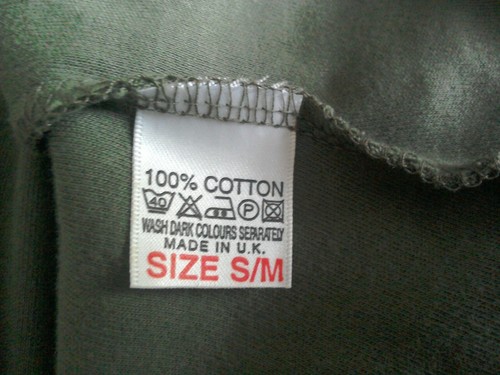 100% COTTON
40 P
WASH DARK COLOURS SEPARATELY
MADE IN U.K.
SIZE S/M